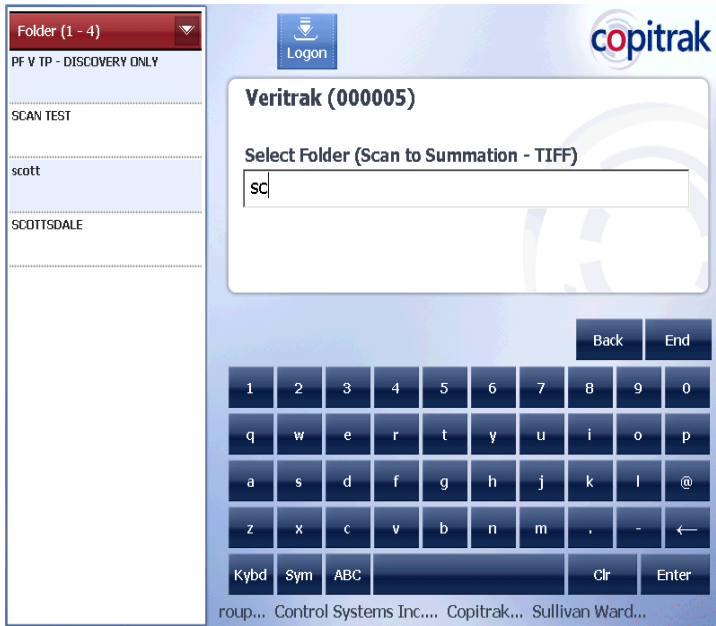 Folder (1 - 4)
PF V TP - DISCOVERY ONLY
SCAN TEST
scott
SCOTTSDALE
Logon
copitrak
Veritrak (000005)
Select Folder (Scan to Summation - TIFF)
sc
Back End
1 2 3 4 5 6 7 8 9 0
q w e r t y u i o p
a s d f g h j k l @
z x c v b n m . - ←
Kybd Sym ABC Clr Enter
roup... Control Systems Inc.... Copitrak... Sullivan Ward...